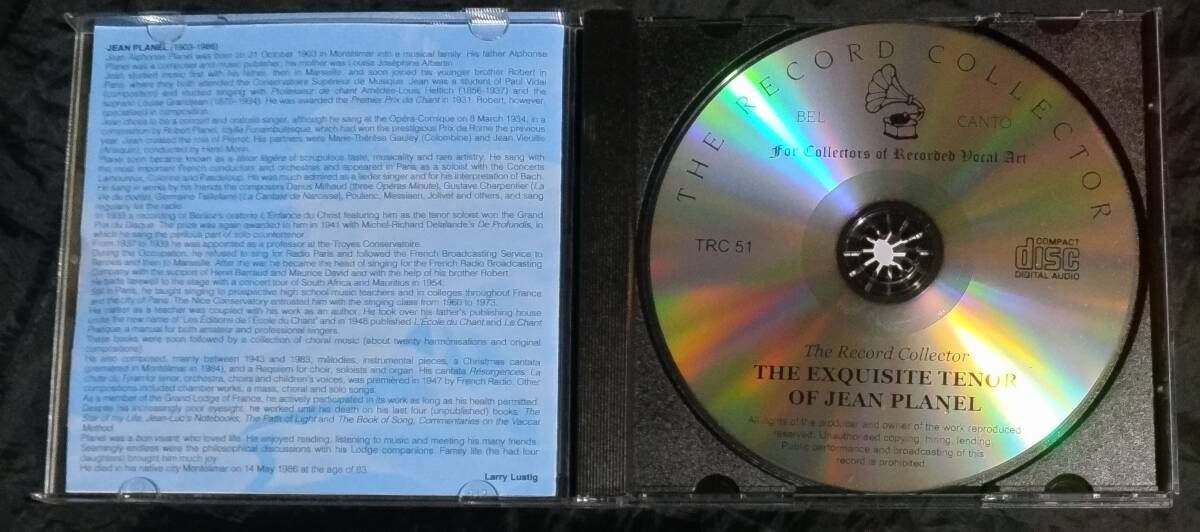 JEAN PLANEL (1903-1986)
Jean Alphonse Planel was born on 21 October 1903 in Montélimar into a musical family. His father Alphonse
Planel was a composer and music publisher, his mother was Louise Joséphine Albertin.
Jean studied music first with his father, then in Marseille, and soon joined his younger brother Robert in
Paris, where they both attended the Conservatoire Supérieur de Musique. Jean was a student of Paul Vidal
(composition) and studied singing with Professeur de chant Amédée-Louis Hettich (1856-1937) and the
soprano Louise Grandjean (1870-1934). He was awarded the Premier Prix de Chant in 1931. Robert, however,
specialised in composition.
Jean chose to be a concert and oratorio singer, although he sang at the Opéra-Comique on 8 March 1934, in a
composition by Robert Planel, Idylle Funambulesque, which had won the prestigious Prix de Rome the previous
year. Jean created the role of Pierrot. His partners were Marie-Thérèse Gauley (Colombine) and Jean Vieuille
(Arlequin), conducted by Henri Morin.
Planel soon became known as a ténor légère of scrupulous taste, musicality and rare artistry. He sang with
the most important French conductors and orchestras and appeared in Paris as a soloist with the Concerts
Lamoureux, Colonne and Pasdeloup. He was much admired as a lieder singer and for his interpretation of Bach.
He sang in works by his friends the composers Darius Milhaud (three Opéras Minute), Gustave Charpentier (La
Vie du poète), Germaine Tailleferre (La Cantate de Narcisse), Poulenc, Messiaen, Jolivet and others, and sang
regularly for the radio.
In 1933 a recording of Berlioz's oratorio L'Enfance du Christ featuring him as the tenor soloist won the Grand
Prix du Disque. The prize was again awarded to him in 1941 with Michel-Richard Delalande's De Profundis, in
which he sang the perilous part of solo countertenor.
From 1937 to 1939 he was appointed as a professor at the Troyes Conservatoire.
During the Occupation, he refused to sing for Radio Paris and followed the French Broadcasting Service to
Rennes and then to Marseille. After the war he became the head of singing for the French Radio Broadcasting
Company with the support of Henri Barraud and Maurice David and with the help of his brother Robert.
He bade farewell to the stage with a concert tour of South Africa and Mauritius in 1954.
Still in Paris, he taught singing to prospective high school music teachers and in colleges throughout France
and the city of Paris. The Nice Conservatory entrusted him with the singing class from 1960 to 1973.
He career as a teacher was coupled with his work as an author. He took over his father's publishing house
under the new name of 'Les Editions de l'Ecole du Chant' and in 1948 published L'École du Chant and Le Chant
Pratique, a manual for both amateur and professional singers.
These books were soon followed by a collection of choral music (about twenty harmonisations and original
compositions).
He also composed, mainly between 1943 and 1983, mélodies, instrumental pieces, a Christmas cantata
(premiered in Montélimar in 1984), and a Requiem for choir, soloists and organ. His cantata Résurgences: La
chute du Tyran for tenor, orchestra, choirs and children's voices, was premièred in 1947 by French Radio. Other
compositions included chamber works, a mass, choral and solo songs.
As a member of the Grand Lodge of France, he actively participated in its work as long as his health permitted.
Despite his increasingly poor eyesight, he worked until his death on his last four (unpublished) books, The
Star of my Life, Jean-Luc's Notebooks, The Path of Light and The Book of Song; Commentaries on the Vaccar
Method.
Planel was a bon vivant, who loved life. He enjoyed reading, listening to music and meeting his many friends.
Seemingly endless were the philosophical discussions with his Lodge companions. Family life (he had four
daughters) brought him much joy.
He died in his native city Montélimar on 14 May 1986 at the age of 83.
Larry Lustig
THE RECORD COLLECTOR
BEL CANTO
For Collectors of Recorded Vocal Art
TRC 51
COMPACT
disc
DIGITAL AUDIO
The Record Collector
THE EXQUISITE TENOR
OF JEAN PLANEL
All rights of the producer and owner of the work reproduced
reserved. Unauthorised copying, hiring, lending,
Public performance and broadcasting of this
record is prohibited